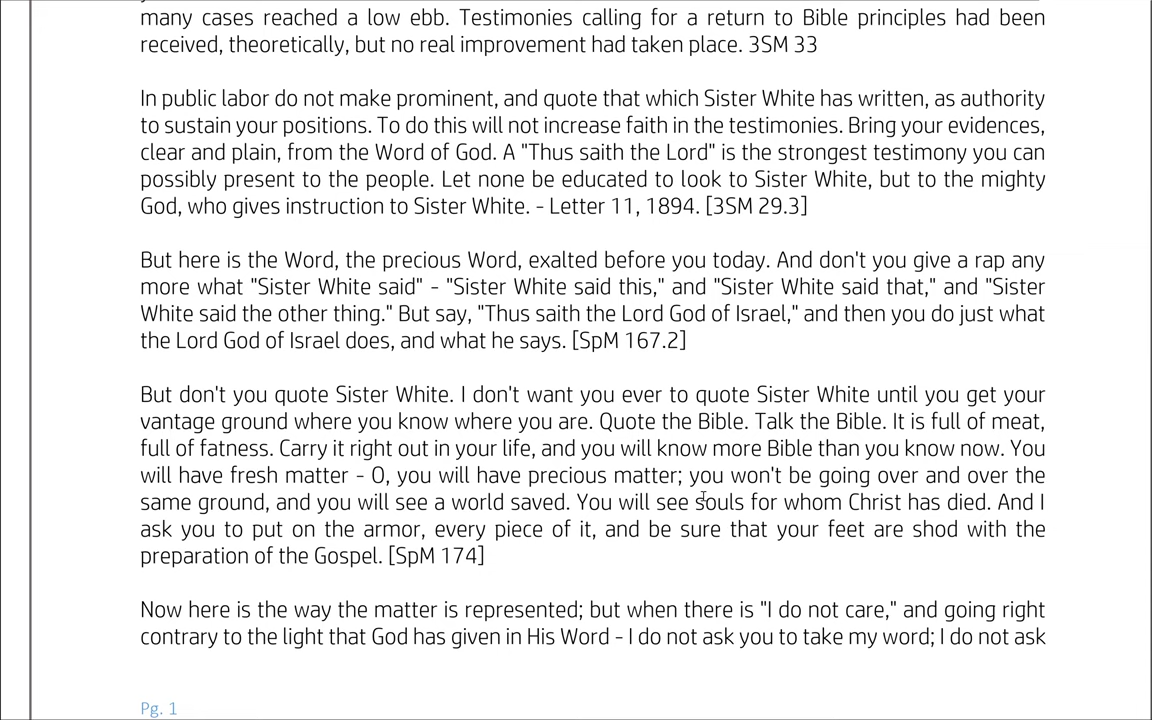 many cases reached a low ebb. Testimonies calling for a return to Bible principles had been
received, theoretically, but no real improvement had taken place. 3SM 33
In public labor do not make prominent, and quote that which Sister White has written, as authority
to sustain your positions. To do this will not increase faith in the testimonies. Bring your evidences,
clear and plain, from the Word of God. A "Thus saith the Lord" is the strongest testimony you can
possibly present to the people. Let none be educated to look to Sister White, but to the mighty
God, who gives instruction to Sister White. - Letter 11, 1894. [3SM 29.3]
But here is the Word, the precious Word, exalted before you today. And don't you give a rap any
more what "Sister White said" - "Sister White said this," and "Sister White said that," and "Sister
White said the other thing." But say, "Thus saith the Lord God of Israel," and then you do just what
the Lord God of Israel does, and what he says. [SpM 167.2]
But don't you quote Sister White. I don't want you ever to quote Sister White until you get your
vantage ground where you know where you are. Quote the Bible. Talk the Bible. It is full of meat,
full of fatness. Carry it right out in your life, and you will know more Bible than you know now. You
will have fresh matter - O, you will have precious matter; you won't be going over and over the
same ground, and you will see a world saved. You will see souls for whom Christ has died. And I
ask you to put on the armor, every piece of it, and be sure that your feet are shod with the
preparation of the Gospel. [SpM 174]
Now here is the way the matter is represented; but when there is "I do not care," and going right
contrary to the light that God has given in His Word - I do not ask you to take my word; I do not ask
Pg. 1